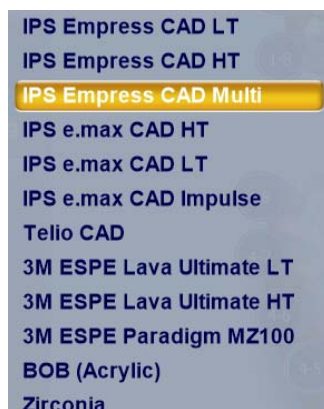 IPS Empress CAD LT
IPS Empress CAD HT
IPS Empress CAD Multi
IPS e.max CAD HT
IPS e.max CAD LT
IPS e.max CAD Impulse
Telio CAD
3M ESPE Lava Ultimate LT
3M ESPE Lava Ultimate HT
3M ESPE Paradigm MZ100
BOB (Acrylic)
Zirconia